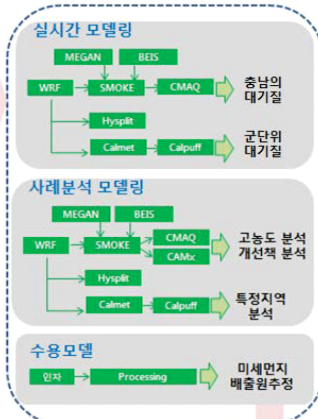 실시간 모델링
MEGAN BEIS
WRF SMOKE CMAQ
충남의
대기질
Hysplit
Calmet Calpuff
군단위
대기질
사례분석 모델링
MEGAN BEIS
WRF SMOKE CMAQ
CAMx
고농도 분석
개선책 분석
Hysplit
Calmet Calpuff
특정지역
분석
수용모델
인자 Processing
미세먼지
배출원추정